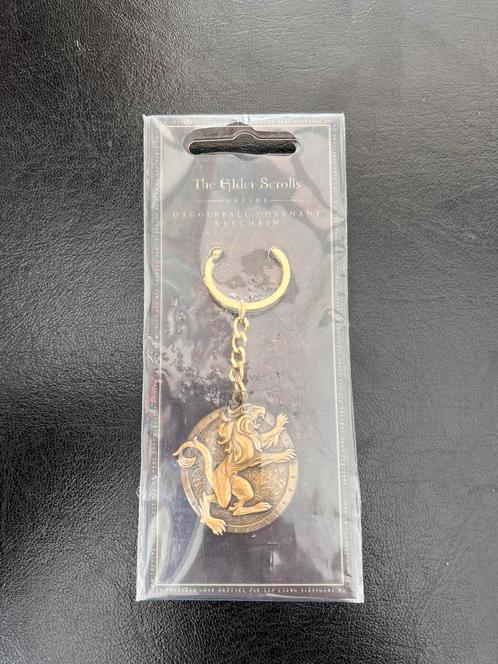 The Elder Scrolls
ONLINE
DAGGERFALL COVENANT
KEYCHAIN